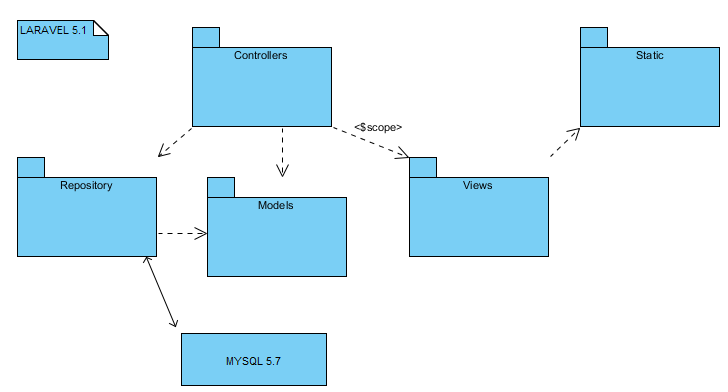 LARAVEL 5.1
Controllers
Static
<$scope>
Repository
Models
Views
MYSQL 5.7